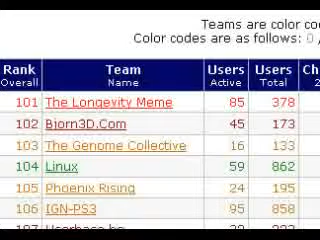 Teams are color co
Color codes are as follows: 0 ,
Rank Team Users Users Ch
Overall Name Active Total 2
101 The Longevity Meme 85 378
102 Bjorn3D.Com 45 173
103 The Genome Collective 16 133
104 Linux 59 862
105 Phoenix Rising 24 195
106 IGN-PS3 95 858